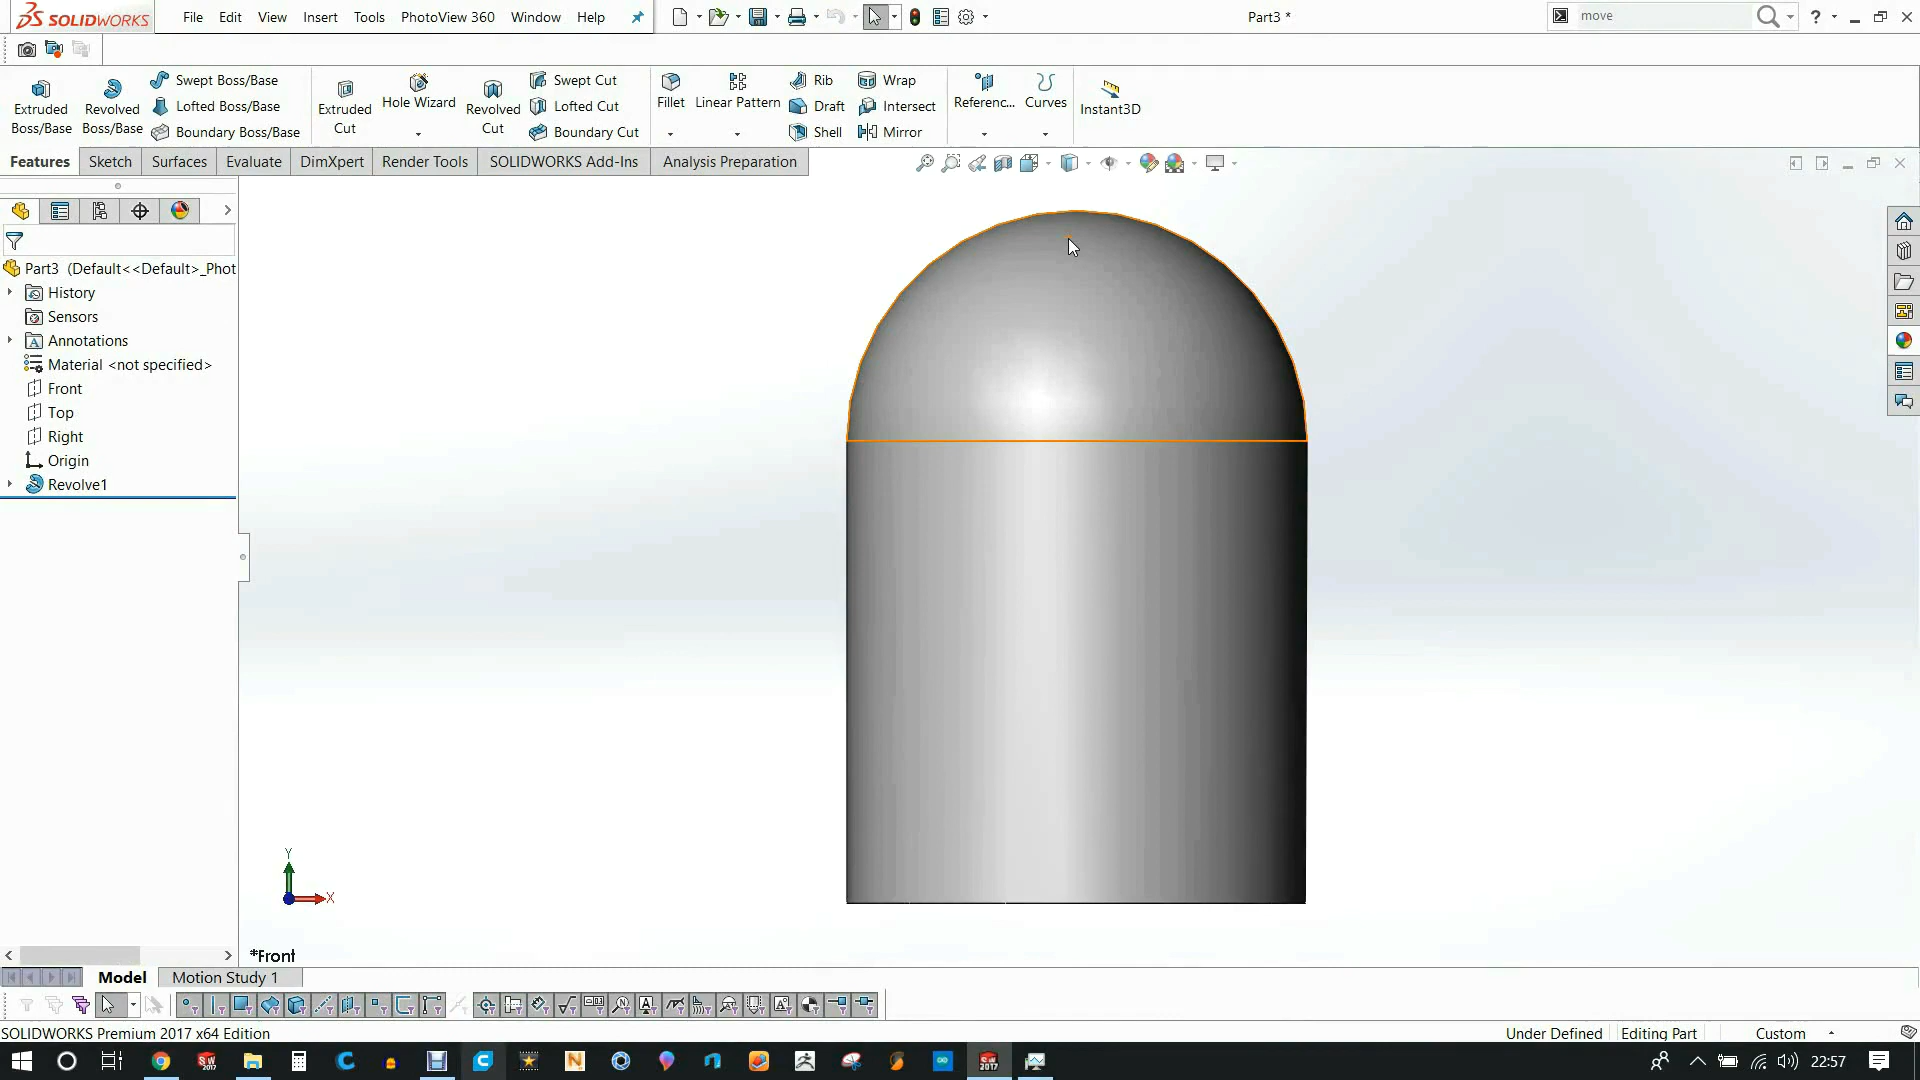 SOLIDWORKS File Edit View Insert Tools PhotoView 360 Window Help Part3 * move ?
Extruded Boss/Base
Revolved Boss/Base
Swept Boss/Base
Lofted Boss/Base
Boundary Boss/Base
Extruded Cut
Hole Wizard
Revolved Cut
Swept Cut
Lofted Cut
Boundary Cut
Fillet
Linear Pattern
Rib
Draft
Shell
Wrap
Intersect
Mirror
Referenc...
Curves
Instant3D
Features Sketch Surfaces Evaluate DimXpert Render Tools SOLIDWORKS Add-Ins Analysis Preparation
Part3 (Default<<Default>_Phot
History
Sensors
Annotations
Material <not specified>
Front
Top
Right
Origin
Revolve1
Y
X
*Front
Model Motion Study 1
SOLIDWORKS Premium 2017 x64 Edition Under Defined Editing Part Custom
22:57